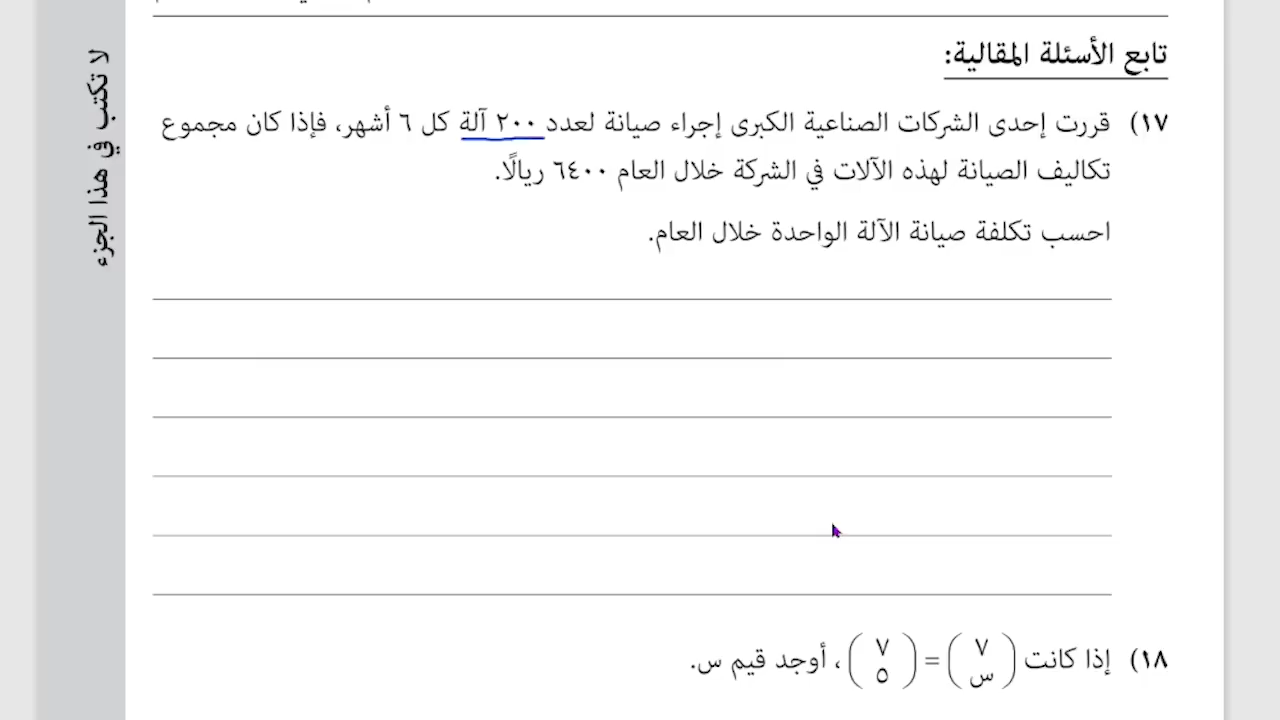 تابع الأسئلة المقالية:
١٧) قررت إحدى الشركات الصناعية الكبرى إجراء صيانة لعدد ٢٠٠ آلة كل ٦ أشهر، فإذا كان مجموع
تكاليف الصيانة لهذه الآلات في الشركة خلال العام ٦٤٠٠ ريالًا.
احسب تكلفة صيانة الآلة الواحدة خلال العام.
١٨) إذا كانت (٧ س) = (٧ ٥)، أوجد قيم س.
لا تكتب في هذا الجزء